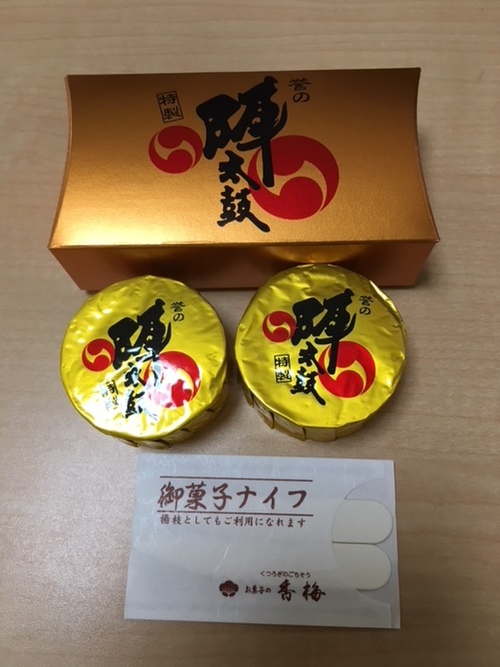 誉の
陣太鼓
特製
誉の
陣太鼓
特製
誉の
陣太鼓
特製
御菓子ナイフ
楊枝としてもご利用になれます
くつろぎのごちそう
お菓子の香梅